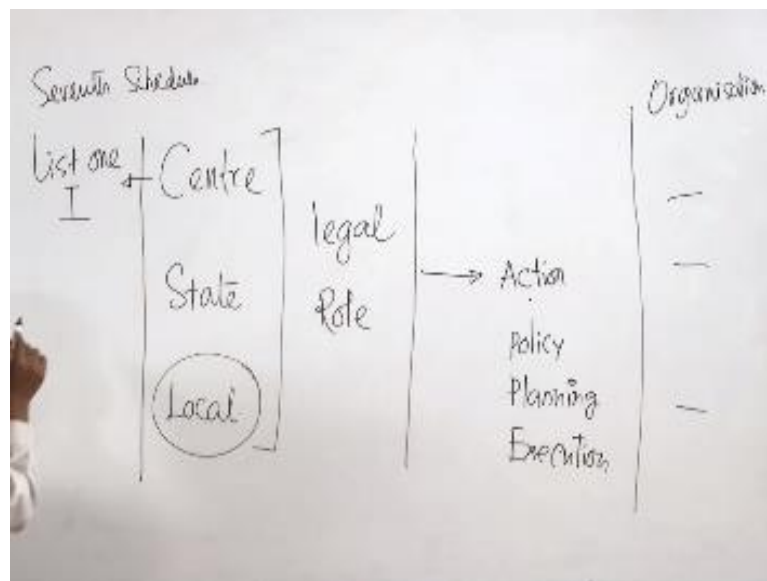 Seventh Schedule
List one
I
Centre
State
Local
legal
Role
Action
Policy
Planning
Execution
Organisation